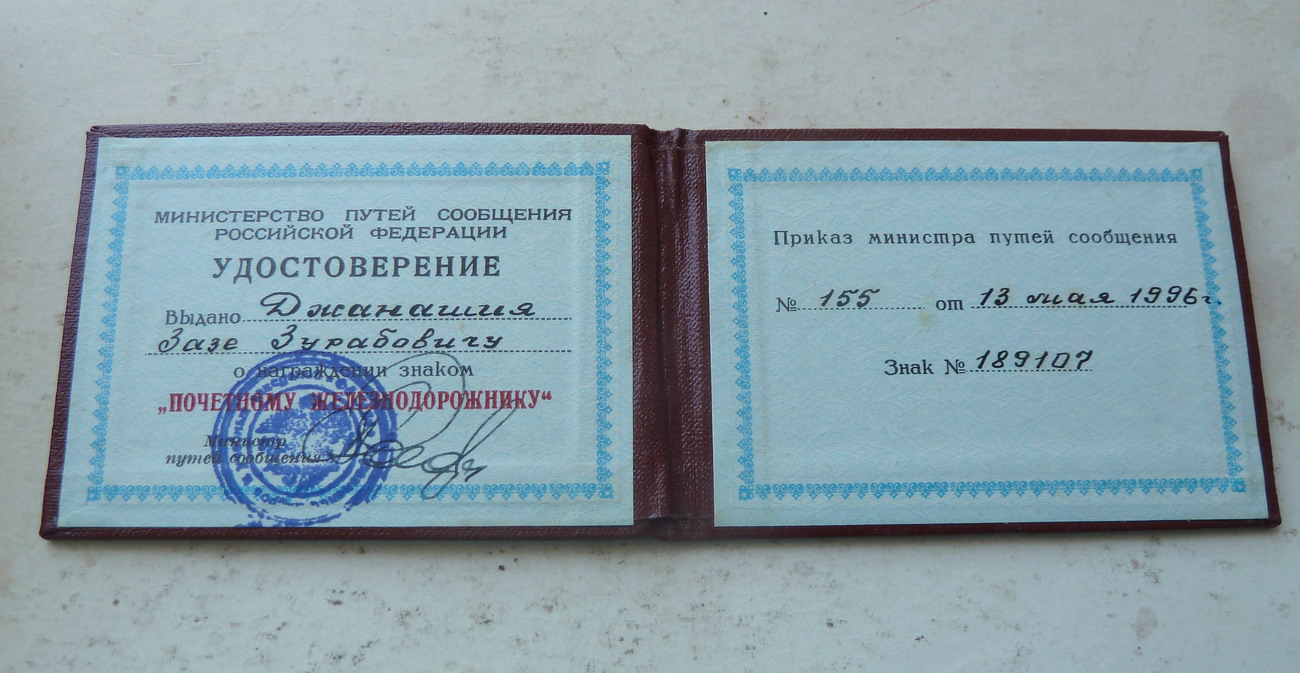 МИНИСТЕРСТВО ПУТЕЙ СООБЩЕНИЯ
РОССИЙСКОЙ ФЕДЕРАЦИИ
УДОСТОВЕРЕНИЕ
Выдано Джанашия
Зазе Зурабовичу
о награждении знаком
„ПОЧЕТНОМУ ЖЕЛЕЗНОДОРОЖНИКУ“
Министр
путей сообщения
Приказ министра путей сообщения
№ 155 от 13 мая 1996 г.
Знак № 189107